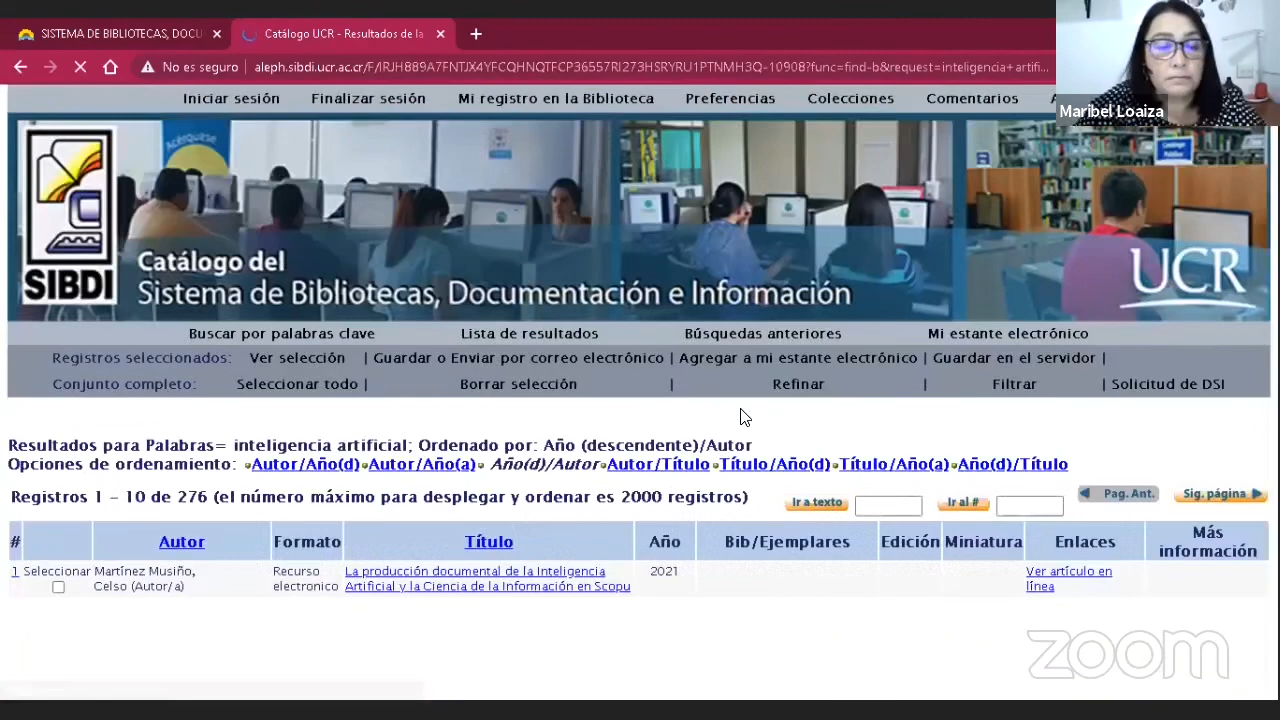 SISTEMA DE BIBLIOTECAS, DOCU
Catálogo UCR - Resultados de la
No es seguro
aleph.sibdi.ucr.ac.cr/F/IRJH889A7FNTJX4YFCQHNQTFCP36557RI273HSRYRU1PTNMH3Q-10908?func=find-b&request=inteligencia+artifi...
Maribel Loaiza
Iniciar sesión Finalizar sesión Mi registro en la Biblioteca Preferencias Colecciones Comentarios
Acérquese
SIBDI
Catálogo del
Sistema de Bibliotecas, Documentación e Información
UCR
Buscar por palabras clave Lista de resultados Búsquedas anteriores Mi estante electrónico
Registros seleccionados: Ver selección | Guardar o Enviar por correo electrónico | Agregar a mi estante electrónico | Guardar en el servidor |
Conjunto completo: Seleccionar todo | Borrar selección | Refinar | Filtrar | Solicitud de DSI
Resultados para Palabras= inteligencia artificial; Ordenado por: Año (descendente)/Autor
Opciones de ordenamiento: Autor/Año(d) Autor/Año(a) Año(d)/Autor Autor/Título Título/Año(d) Título/Año(a) Año(d)/Título
Registros 1 - 10 de 276 (el número máximo para desplegar y ordenar es 2000 registros)
Ir a texto Ir al # Pag. Ant. Sig. página
# Autor Formato Título Año Bib/Ejemplares Edición Miniatura Enlaces Más información
1 Seleccionar Martínez Musiño, Recurso La producción documental de la Inteligencia 2021 Ver artículo en
Celso (Autor/a) electronico Artificial y la Ciencia de la Información en Scopu línea
zoom